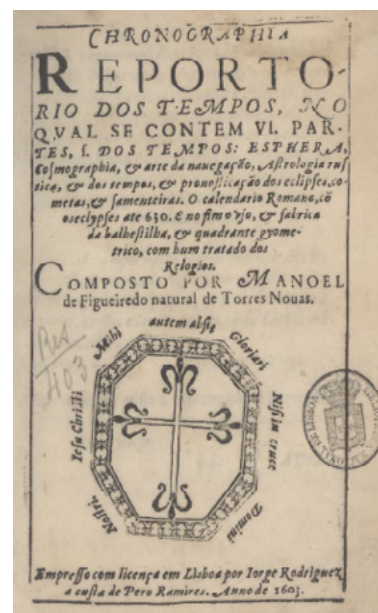 CHRONOGRAPHIA
REPORTO-
RIO DOS TEMPOS, NO
QVAL SE CONTEM VI. PAR-
TES, S. DOS TEMPOS: ESPHERA,
Cosmographia, & arte da nauegação, Astrologia rus
tica, & dos tempos, & pronosticação dos eclipses, co-
metas, & sementeiras. O calendario Romano, cõ
os eclypses ate 630. E no fim o vso, & fabrica
da balhestilha, & quadrante gyome-
trico, com hum tratado dos
Relogios.
COMPOSTO POR MANOEL
de Figueiredo natural de Torres Nouas.
Mihi
autem absit
Gloriari
Nisi in cruce
Domini
Nostri.
Iesu Christi
Res
403
DE LISBOA
Empresso com licença em Lisboa por Iorge Rodriguez
a custa de Pero Ramires. Anno de 1603.